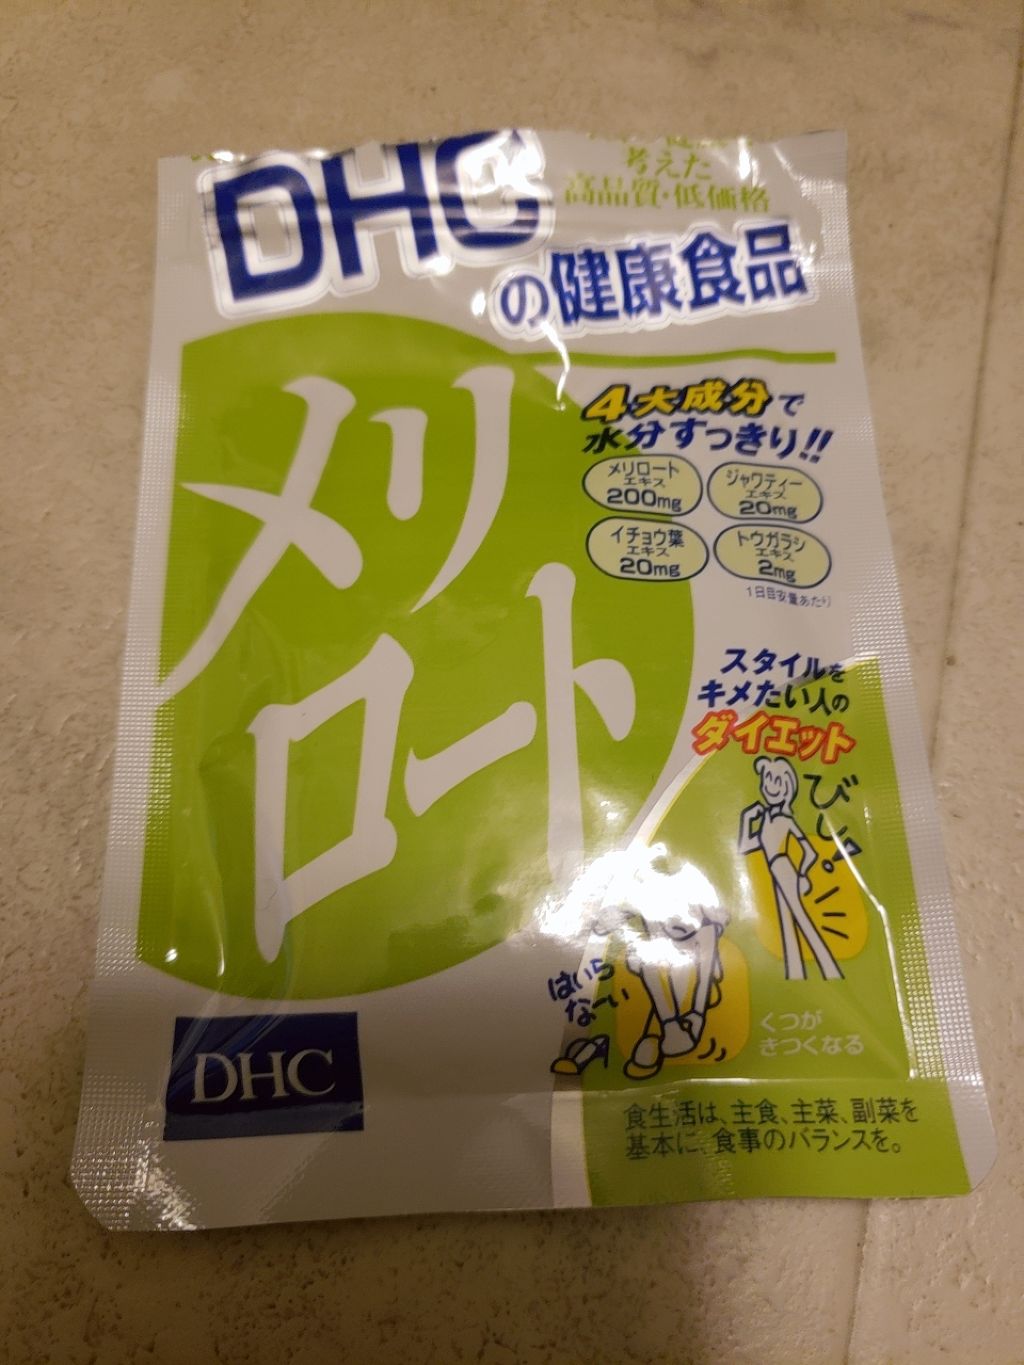 DHC
考えた
高品質・低価格
の健康食品
メリ
ロート
4大成分で
水分すっきり!!
メリロート
エキス
200mg
ジャワティー
エキス
20mg
イチョウ葉
エキス
20mg
トウガラシ
エキス
2mg
1日目安量あたり
スタイルを
キメたい人の
ダイエット
びしっ。
はいら
なーい
くつが
きつくなる
DHC
食生活は、主食、主菜、副菜を
基本に、食事のバランスを。